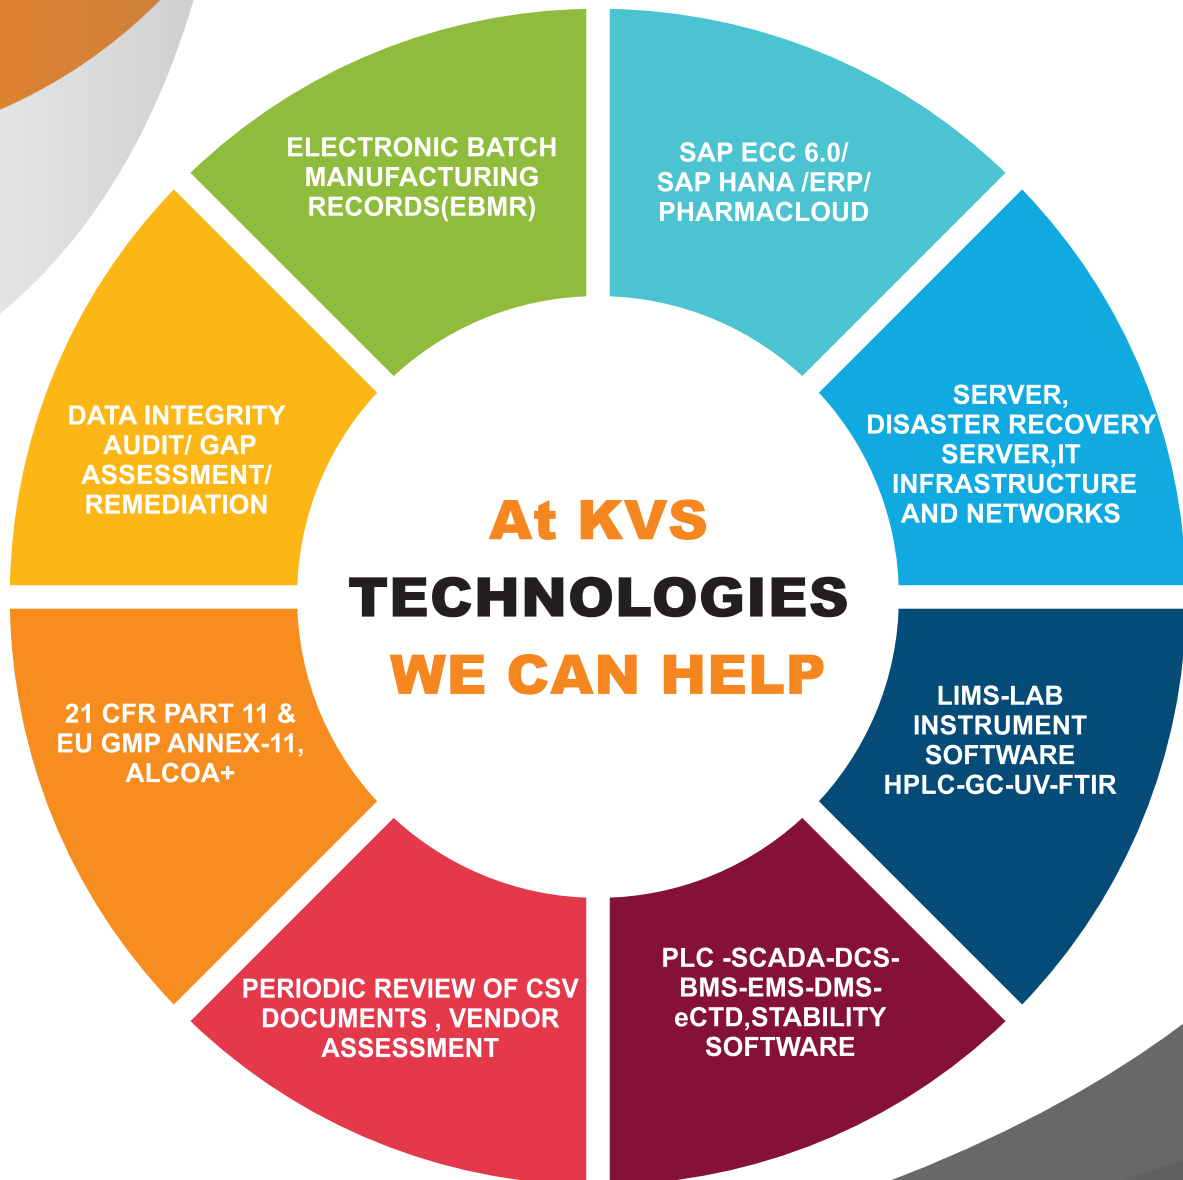 ELECTRONIC BATCH
MANUFACTURING
RECORDS(EBMR)
SAP ECC 6.0/
SAP HANA /ERP/
PHARMACLOUD
SERVER,
DISASTER RECOVERY
SERVER,IT
INFRASTRUCTURE
AND NETWORKS
LIMS-LAB
INSTRUMENT
SOFTWARE
HPLC-GC-UV-FTIR
PLC -SCADA-DCS-
BMS-EMS-DMS-
eCTD,STABILITY
SOFTWARE
PERIODIC REVIEW OF CSV
DOCUMENTS , VENDOR
ASSESSMENT
21 CFR PART 11 &
EU GMP ANNEX-11,
ALCOA+
DATA INTEGRITY
AUDIT/ GAP
ASSESSMENT/
REMEDIATION
At KVS
TECHNOLOGIES
WE CAN HELP